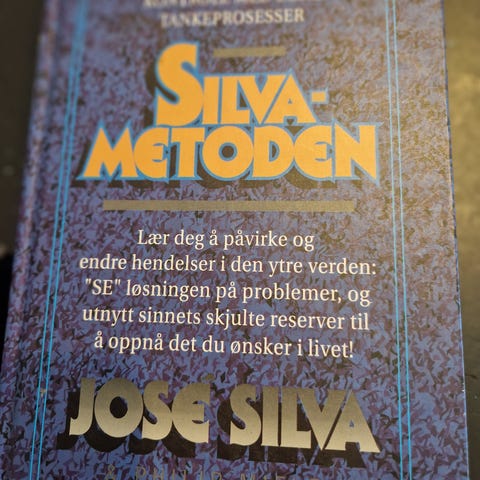 TANKEPROSESSER
SILVA-
METODEN
Lær deg å påvirke og
endre hendelser i den ytre verden:
"SE" løsningen på problemer, og
utnytt sinnets skjulte reserver til
å oppnå det du ønsker i livet!
JOSE SILVA